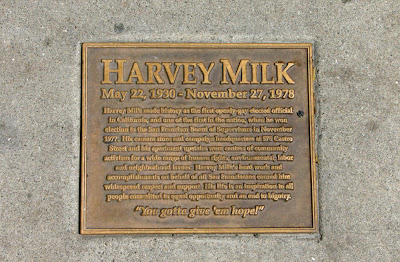 HARVEY MILK
May 22, 1930 - November 27, 1978
Harvey Milk made history as the first openly-gay elected official
in California, and one of the first in the nation, when he won
election to the San Francisco Board of Supervisors in November
1977. His camera store and campaign headquarters at 575 Castro
Street and his apartment upstairs were centers of community
activism for a wide range of human rights, environmental, labor
and neighborhood issues. Harvey Milk's hard work and
accomplishments on behalf of all San Franciscans earned him
widespread respect and support. His life is an inspiration to all
people committed to equal opportunity and an end to bigotry.
"You gotta give 'em hope!"